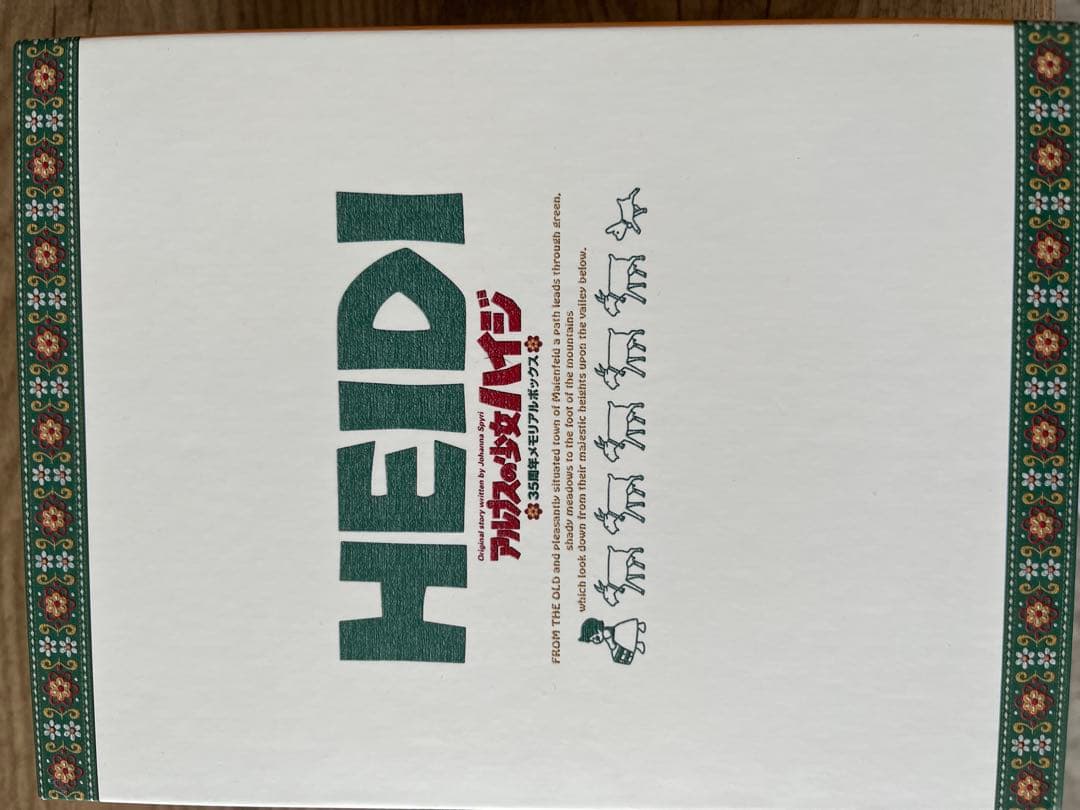 HEIDI
Original story written by Johanna Spyri
アルプスの少女ハイジ
35周年メモリアルボックス
FROM THE OLD and pleasantly situated town of Maienfeld a path leads through green,
shady meadows to the foot of the mountains
which look down from their majestic heights upon the valley below.